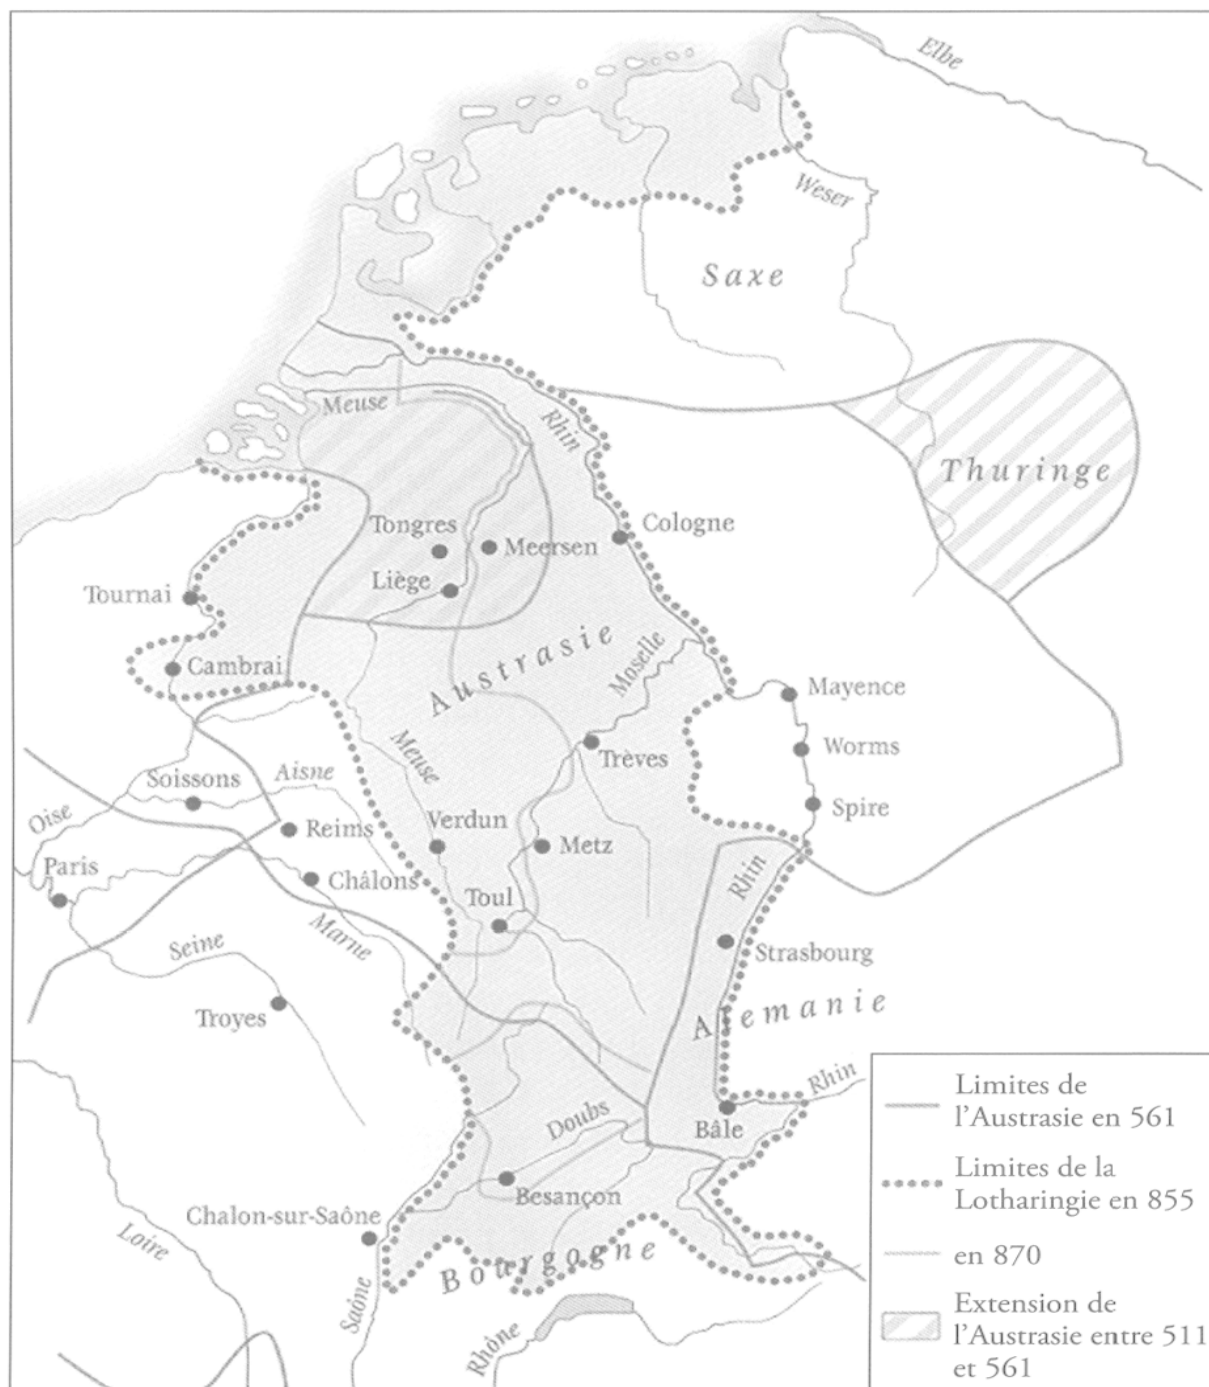 Elbe
Weser
Saxe
Meuse
Rhin
Thuringe
Tongres
Meersen
Cologne
Liège
Tournai
Austrasie
Moselle
Cambrai
Mayence
Meuse
Trèves
Worms
Soissons
Aisne
Oise
Reims
Verdun
Metz
Spire
Paris
Châlons
Toul
Rhin
Marne
Seine
Strasbourg
Troyes
Alemanie
Rhin
Doubs
Bâle
Besançon
Chalon-sur-Saône
Loire
Bourgogne
Saône
Rhône
Limites de
l'Austrasie en 561
Limites de la
Lotharingie en 855
en 870
Extension de
l'Austrasie entre 511
et 561